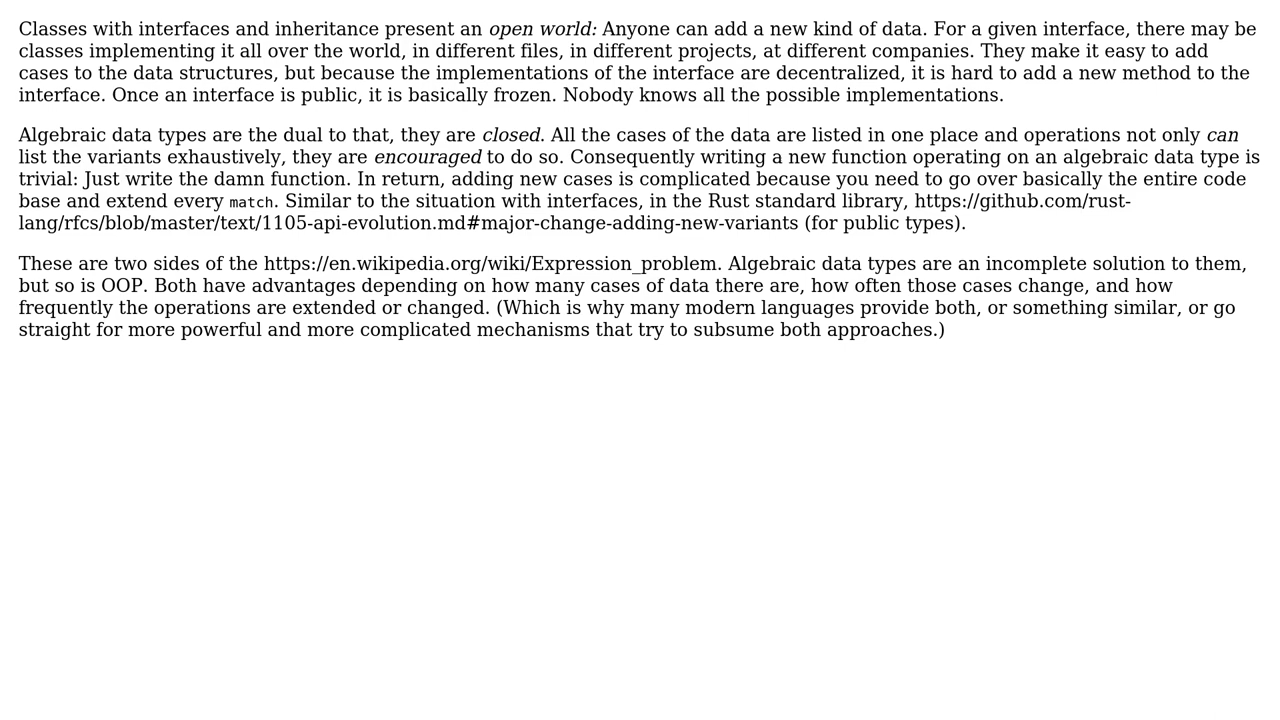 Classes with interfaces and inheritance present an open world: Anyone can add a new kind of data. For a given interface, there may be
classes implementing it all over the world, in different files, in different projects, at different companies. They make it easy to add
cases to the data structures, but because the implementations of the interface are decentralized, it is hard to add a new method to the
interface. Once an interface is public, it is basically frozen. Nobody knows all the possible implementations.
Algebraic data types are the dual to that, they are closed. All the cases of the data are listed in one place and operations not only can
list the variants exhaustively, they are encouraged to do so. Consequently writing a new function operating on an algebraic data type is
trivial: Just write the damn function. In return, adding new cases is complicated because you need to go over basically the entire code
base and extend every match. Similar to the situation with interfaces, in the Rust standard library, https://github.com/rust-
lang/rfcs/blob/master/text/1105-api-evolution.md#major-change-adding-new-variants (for public types).
These are two sides of the https://en.wikipedia.org/wiki/Expression_problem. Algebraic data types are an incomplete solution to them,
but so is OOP. Both have advantages depending on how many cases of data there are, how often those cases change, and how
frequently the operations are extended or changed. (Which is why many modern languages provide both, or something similar, or go
straight for more powerful and more complicated mechanisms that try to subsume both approaches.)